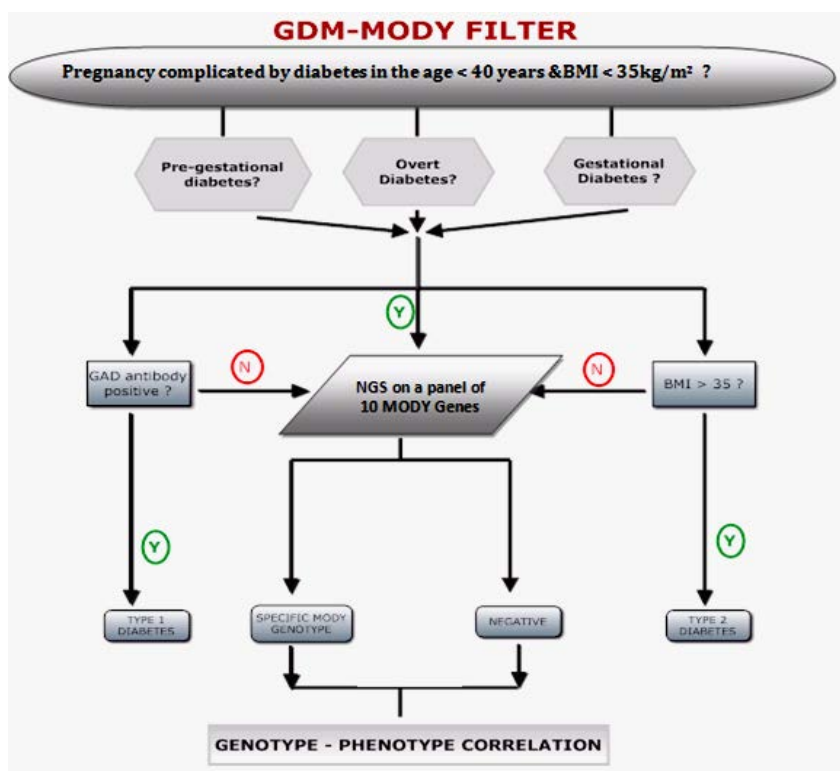 GDM-MODY FILTER
Pregnancy complicated by diabetes in the age < 40 years &BMI < 35kg/m² ?
Pre-gestational
diabetes?
Overt
Diabetes?
Gestational
Diabetes ?
Y
GAD antibody
positive ?
N
NGS on a panel of
10 MODY Genes
N
BMI > 35 ?
Y
Y
TYPE 1
DIABETES
SPECIFIC MODY
GENOTYPE
NEGATIVE
TYPE 2
DIABETES
GENOTYPE - PHENOTYPE CORRELATION